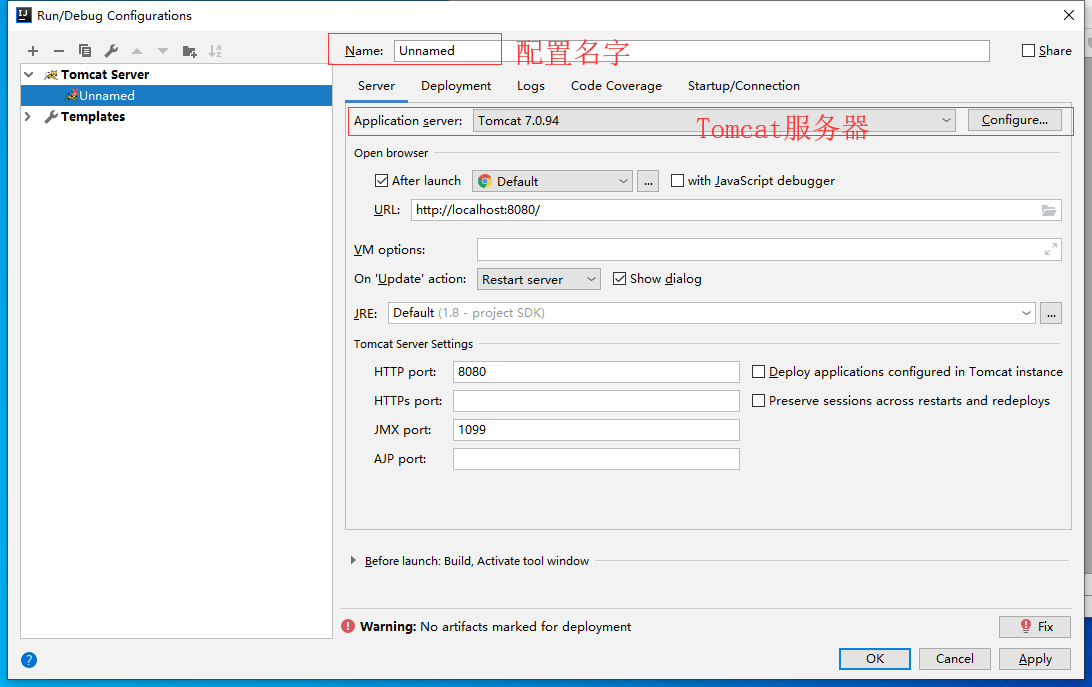 Run/Debug Configurations
Name: Unnamed 配置名字 Share
Tomcat Server
Unnamed
Templates
Server Deployment Logs Code Coverage Startup/Connection
Application server: Tomcat 7.0.94 Tomcat服务器 Configure...
Open browser
After launch Default ... with JavaScript debugger
URL: http://localhost:8080/
VM options:
On 'Update' action: Restart server Show dialog
JRE: Default (1.8 - project SDK) ...
Tomcat Server Settings
HTTP port: 8080 Deploy applications configured in Tomcat instance
HTTPs port: Preserve sessions across restarts and redeploys
JMX port: 1099
AJP port:
Before launch: Build, Activate tool window
Warning: No artifacts marked for deployment Fix
? OK Cancel Apply